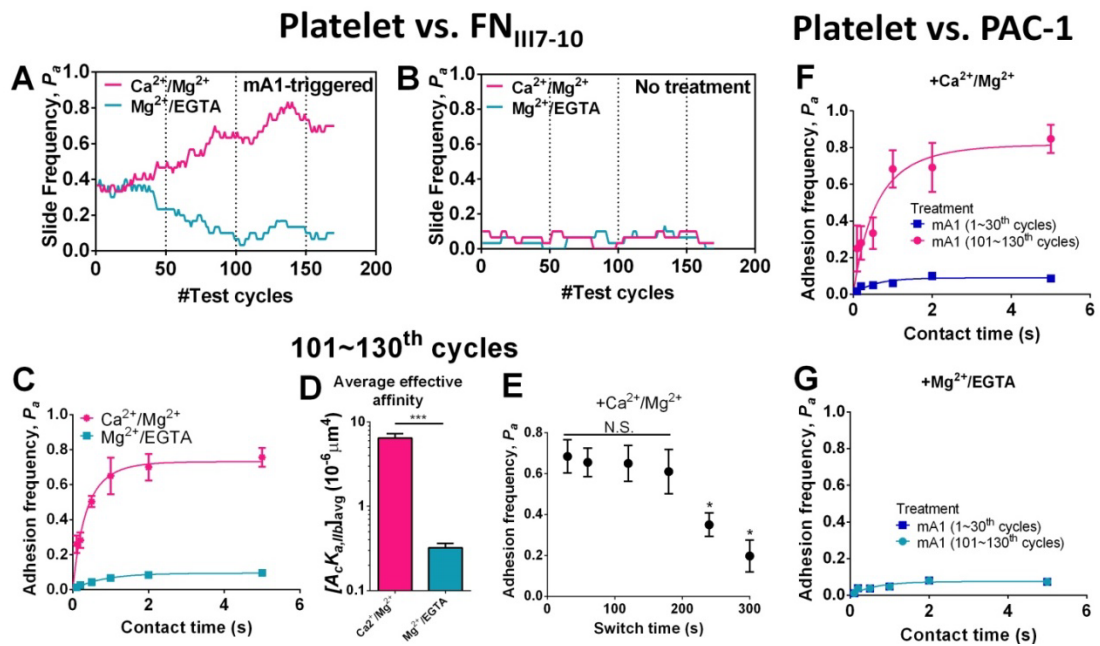 Platelet vs. FN_III7-10
Platelet vs. PAC-1
A
Slide Frequency, Pₐ
1.0
0.8
0.6
0.4
0.2
0.0
Ca²⁺/Mg²⁺
mA1-triggered
Mg²⁺/EGTA
0 50 100 150 200
#Test cycles
B
Slide Frequency, Pₐ
1.0
0.8
0.6
0.4
0.2
0.0
Ca²⁺/Mg²⁺
No treatment
Mg²⁺/EGTA
0 50 100 150 200
#Test cycles
F
+Ca²⁺/Mg²⁺
Adhesion frequency, Pₐ
1.0
0.8
0.6
0.4
0.2
0.0
Treatment
mA1 (1~30ᵗʰ cycles)
mA1 (101~130ᵗʰ cycles)
0 2 4 6
Contact time (s)
101~130ᵗʰ cycles
C
Adhesion frequency, Pₐ
1.0
0.8
0.6
0.4
0.2
0.0
Ca²⁺/Mg²⁺
Mg²⁺/EGTA
0 2 4 6
Contact time (s)
D
Average effective
affinity
***
[A_cK_a,IIb]avg (10⁻⁶μm4)
10
1
0.1
Ca2⁺/Mg²⁺
Mg²⁺/EGTA
E
+Ca²⁺/Mg²⁺
N.S.
*
*
Adhesion frequency, Pₐ
0.8
0.6
0.4
0.2
0.0
0 100 200 300
Switch time (s)
G
+Mg²⁺/EGTA
Adhesion frequency, Pₐ
1.0
0.8
0.6
0.4
0.2
0.0
Treatment
mA1 (1~30ᵗʰ cycles)
mA1 (101~130ᵗʰ cycles)
0 2 4 6
Contact time (s)